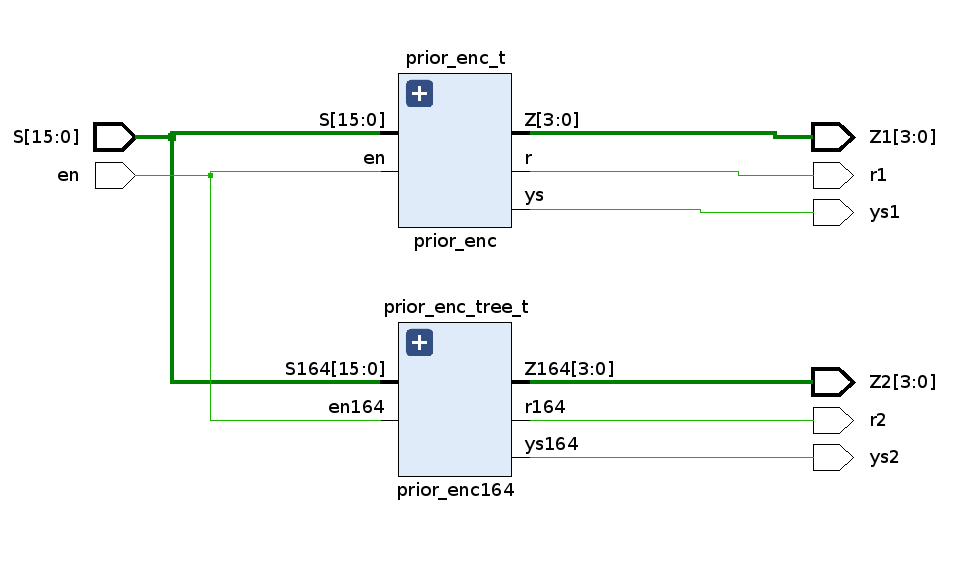 prior_enc_t
S[15:0]
en
S[15:0]
en
Z[3:0]
r
ys
Z1[3:0]
r1
ys1
prior_enc
prior_enc_tree_t
S164[15:0]
en164
Z164[3:0]
r164
ys164
Z2[3:0]
r2
ys2
prior_enc164